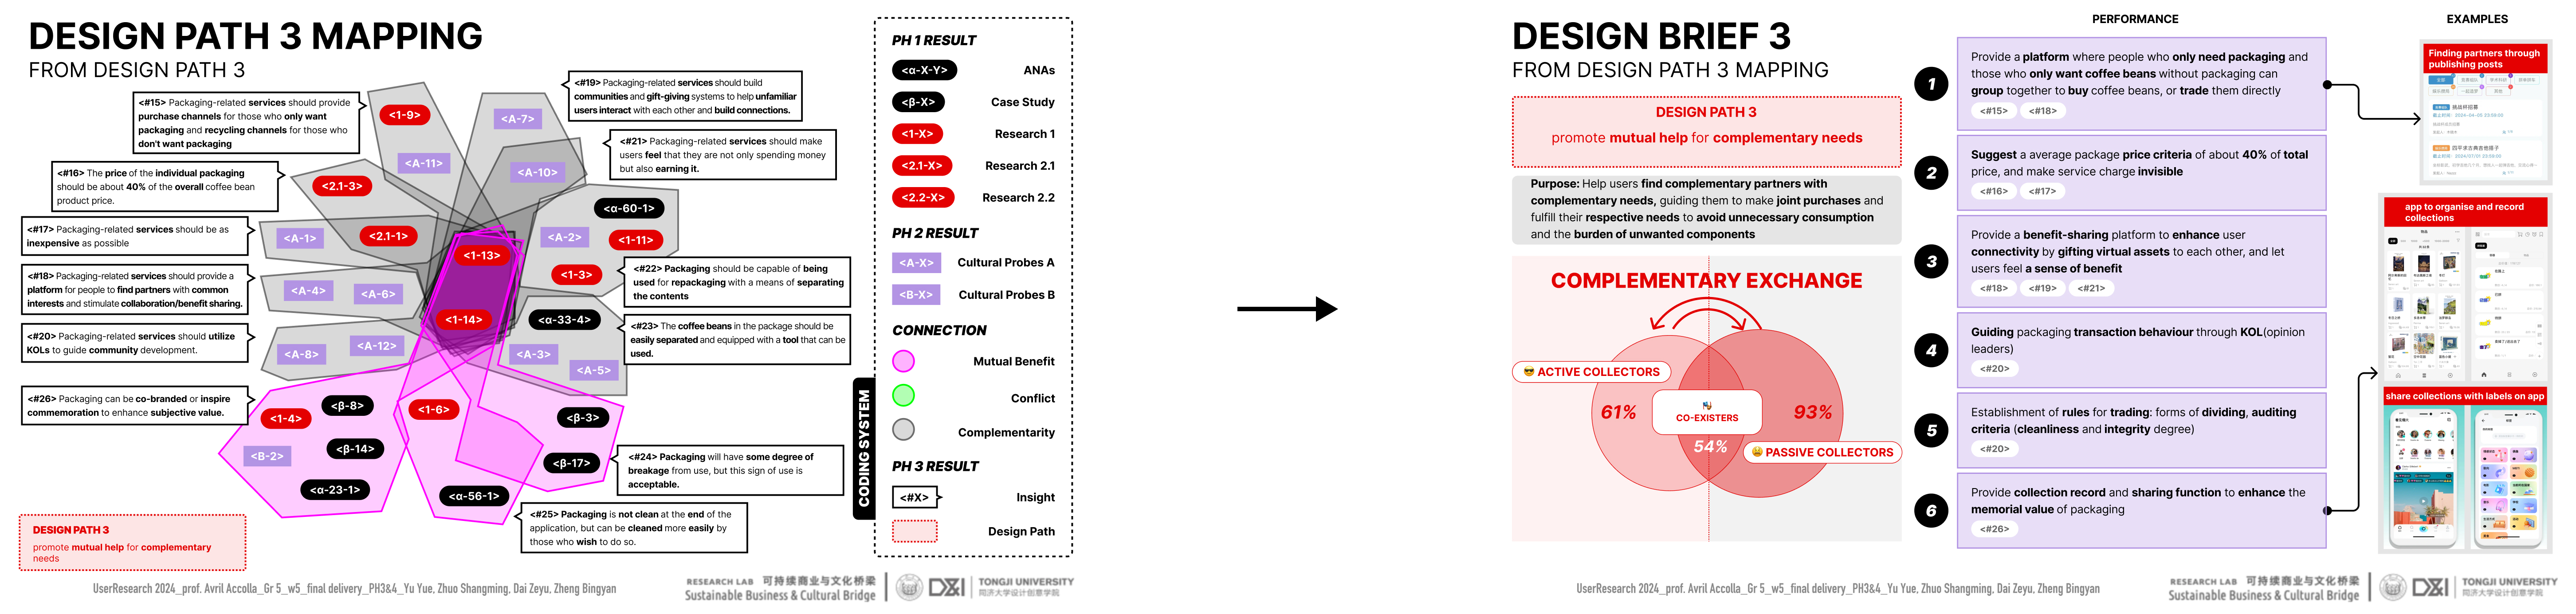 DESIGN PATH 3 MAPPING
FROM DESIGN PATH 3
<#15> Packaging-related services should provide
purchase channels for those who only want
packaging and recycling channels for those who
don't want packaging
<#16> The price of the individual packaging
should be about 40% of the overall coffee bean
product price.
<#17> Packaging-related services should be as
inexpensive as possible
<#18> Packaging-related services should provide a
platform for people to find partners with common
interests and stimulate collaboration/benefit sharing.
<#20> Packaging-related services should utilize
KOLs to guide community development.
<#26> Packaging can be co-branded or inspire
commemoration to enhance subjective value.
<#19> Packaging-related services should build
communities and gift-giving systems to help unfamiliar
users interact with each other and build connections.
<#21> Packaging-related services should make
users feel that they are not only spending money
but also earning it.
<#22> Packaging should be capable of being
used for repackaging with a means of separating
the contents
<#23> The coffee beans in the package should be
easily separated and equipped with a tool that can be
used.
<#24> Packaging will have some degree of
breakage from use, but this sign of use is
acceptable.
<#25> Packaging is not clean at the end of the
application, but can be cleaned more easily by
those who wish to do so.
<1-9>
<A-7>
<A-11>
<A-10>
<2.1-3>
<α-60-1>
<A-1>
<2.1-1>
<A-2>
<1-11>
<1-13>
<1-3>
<A-4>
<A-6>
<1-14>
<α-33-4>
<A-8>
<A-12>
<A-3>
<A-5>
<1-4>
<β-8>
<1-6>
<β-3>
<B-2>
<β-14>
<β-17>
<α-23-1>
<α-56-1>
DESIGN PATH 3
promote mutual help for complementary
needs
CODING SYSTEM
PH 1 RESULT
<α-X-Y> ANAs
<β-X> Case Study
<1-X> Research 1
<2.1-X> Research 2.1
<2.2-X> Research 2.2
PH 2 RESULT
<A-X> Cultural Probes A
<B-X> Cultural Probes B
CONNECTION
Mutual Benefit
Conflict
Complementarity
PH 3 RESULT
<#X> Insight
Design Path
UserResearch 2024_prof. Avril Accolla_Gr 5_w5_final delivery_PH3&4_Yu Yue, Zhuo Shangming, Dai Zeyu, Zheng Bingyan
RESEARCH LAB 可持续商业与文化桥梁
Sustainable Business & Cultural Bridge
D&I
TONGJI UNIVERSITY
同济大学设计创意学院
DESIGN BRIEF 3
FROM DESIGN PATH 3 MAPPING
DESIGN PATH 3
promote mutual help for complementary needs
Purpose: Help users find complementary partners with
complementary needs, guiding them to make joint purchases and
fulfill their respective needs to avoid unnecessary consumption
and the burden of unwanted components
COMPLEMENTARY EXCHANGE
ACTIVE COLLECTORS
61%
CO-EXISTERS
93%
54%
PASSIVE COLLECTORS
PERFORMANCE
1
Provide a platform where people who only need packaging and
those who only want coffee beans without packaging can
group together to buy coffee beans, or trade them directly
<#15> <#18>
2
Suggest a average package price criteria of about 40% of total
price, and make service charge invisible
<#16> <#17>
3
Provide a benefit-sharing platform to enhance user
connectivity by gifting virtual assets to each other, and let
users feel a sense of benefit
<#18> <#19> <#21>
4
Guiding packaging transaction behaviour through KOL(opinion
leaders)
<#20>
5
Establishment of rules for trading: forms of dividing, auditing
criteria (cleanliness and integrity degree)
<#20>
6
Provide collection record and sharing function to enhance the
memorial value of packaging
<#26>
EXAMPLES
Finding partners through
publishing posts
挑战杯招募
四平求古典吉他搭子
app to organise and record
collections
share collections with labels on app
UserResearch 2024_prof. Avril Accolla_Gr 5_w5_final delivery_PH3&4_Yu Yue, Zhuo Shangming, Dai Zeyu, Zheng Bingyan
RESEARCH LAB 可持续商业与文化桥梁
Sustainable Business & Cultural Bridge
D&I
TONGJI UNIVERSITY
同济大学设计创意学院